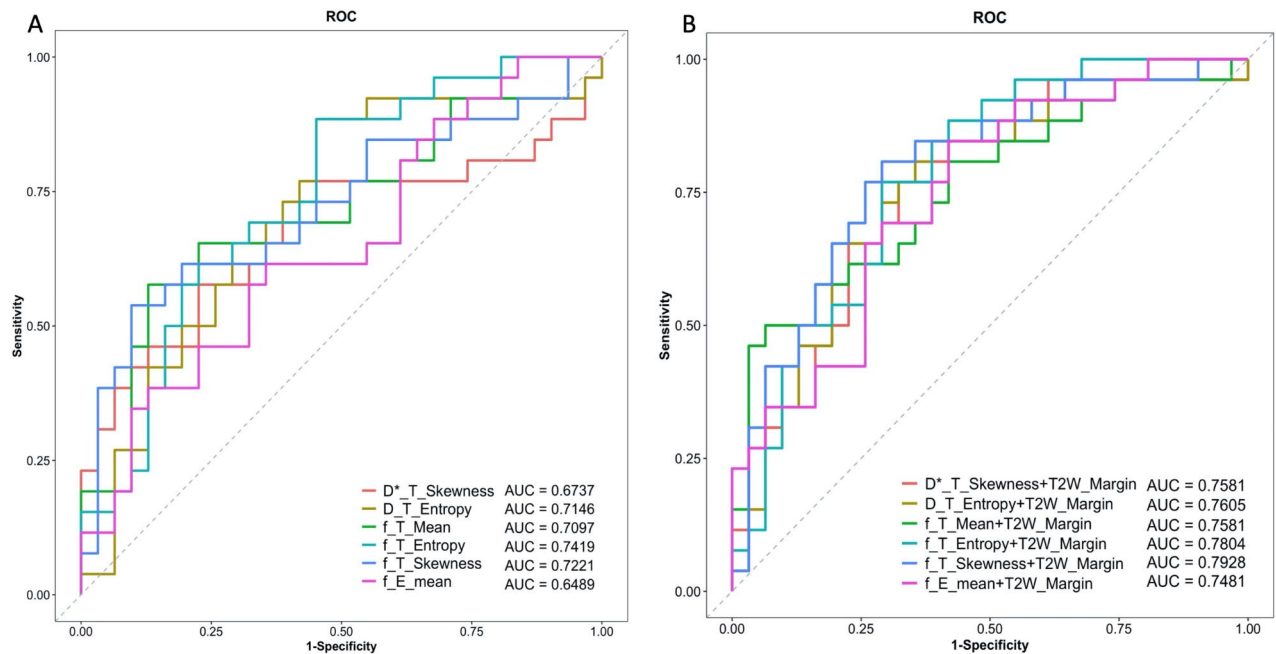 A
ROC
1.00
0.75
0.50
0.25
0.00
Sensitivity
D*_T_Skewness AUC = 0.6737
D_T_Entropy AUC = 0.7146
f_T_Mean AUC = 0.7097
f_T_Entropy AUC = 0.7419
f_T_Skewness AUC = 0.7221
f_E_mean AUC = 0.6489
0.00 0.25 0.50 0.75 1.00
1-Specificity
B
ROC
1.00
0.75
0.50
0.25
0.00
Sensitivity
D*_T_Skewness+T2W_Margin AUC = 0.7581
D_T_Entropy+T2W_Margin AUC = 0.7605
f_T_Mean+T2W_Margin AUC = 0.7581
f_T_Entropy+T2W_Margin AUC = 0.7804
f_T_Skewness+T2W_Margin AUC = 0.7928
f_E_mean+T2W_Margin AUC = 0.7481
0.00 0.25 0.50 0.75 1.00
1-Specificity